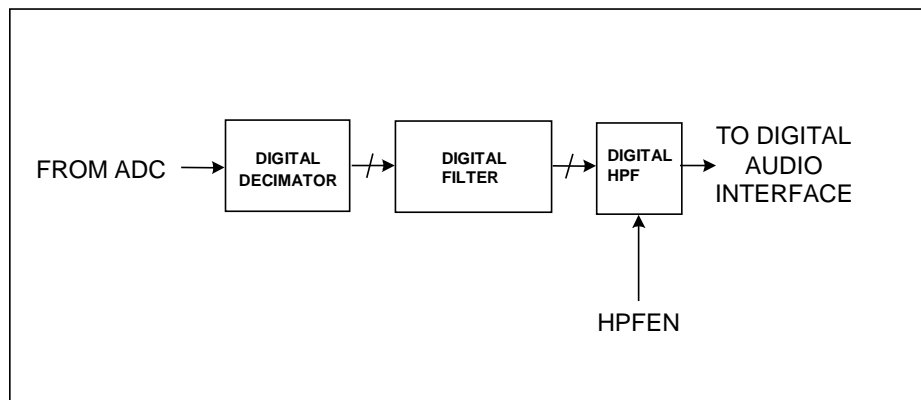 FROM ADC
DIGITAL
DECIMATOR
DIGITAL
FILTER
DIGITAL
HPF
TO DIGITAL
AUDIO
INTERFACE
HPFEN